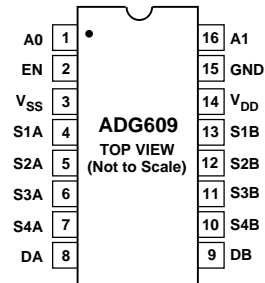 A0 1 16 A1
EN 2 15 GND
VSS 3 14 VDD
S1A 4 ADG609 13 S1B
TOP VIEW
S2A 5 (Not to Scale) 12 S2B
S3A 6 11 S3B
S4A 7 10 S4B
DA 8 9 DB